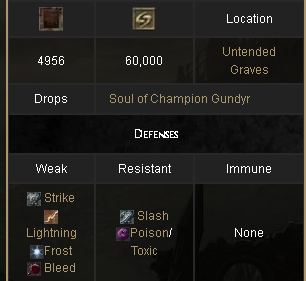 Location
4956
60,000
Untended
Graves
Drops
Soul of Champion Gundyr
DEFENSES
Weak
Resistant
Immune
Strike
Lightning
Frost
Bleed
Slash
Poison/
Toxic
None